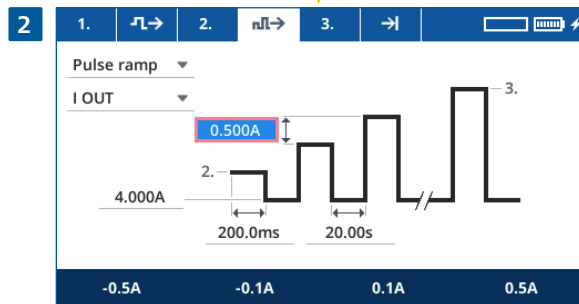 2
1. 2. 3.
Pulse ramp
I OUT
3.
0.500A
2.
4.000A
200.0ms 20.00s
-0.5A -0.1A 0.1A 0.5A